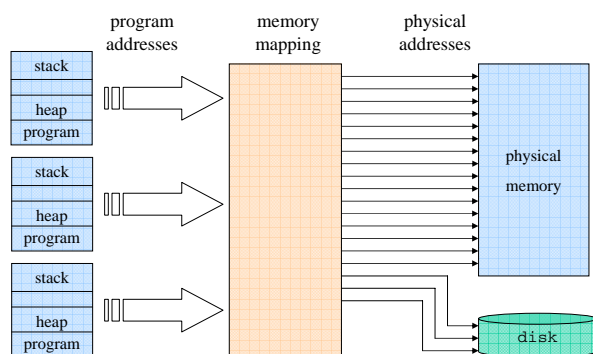 program
addresses
memory
mapping
physical
addresses
stack
heap
program
stack
heap
program
stack
heap
program
physical
memory
disk